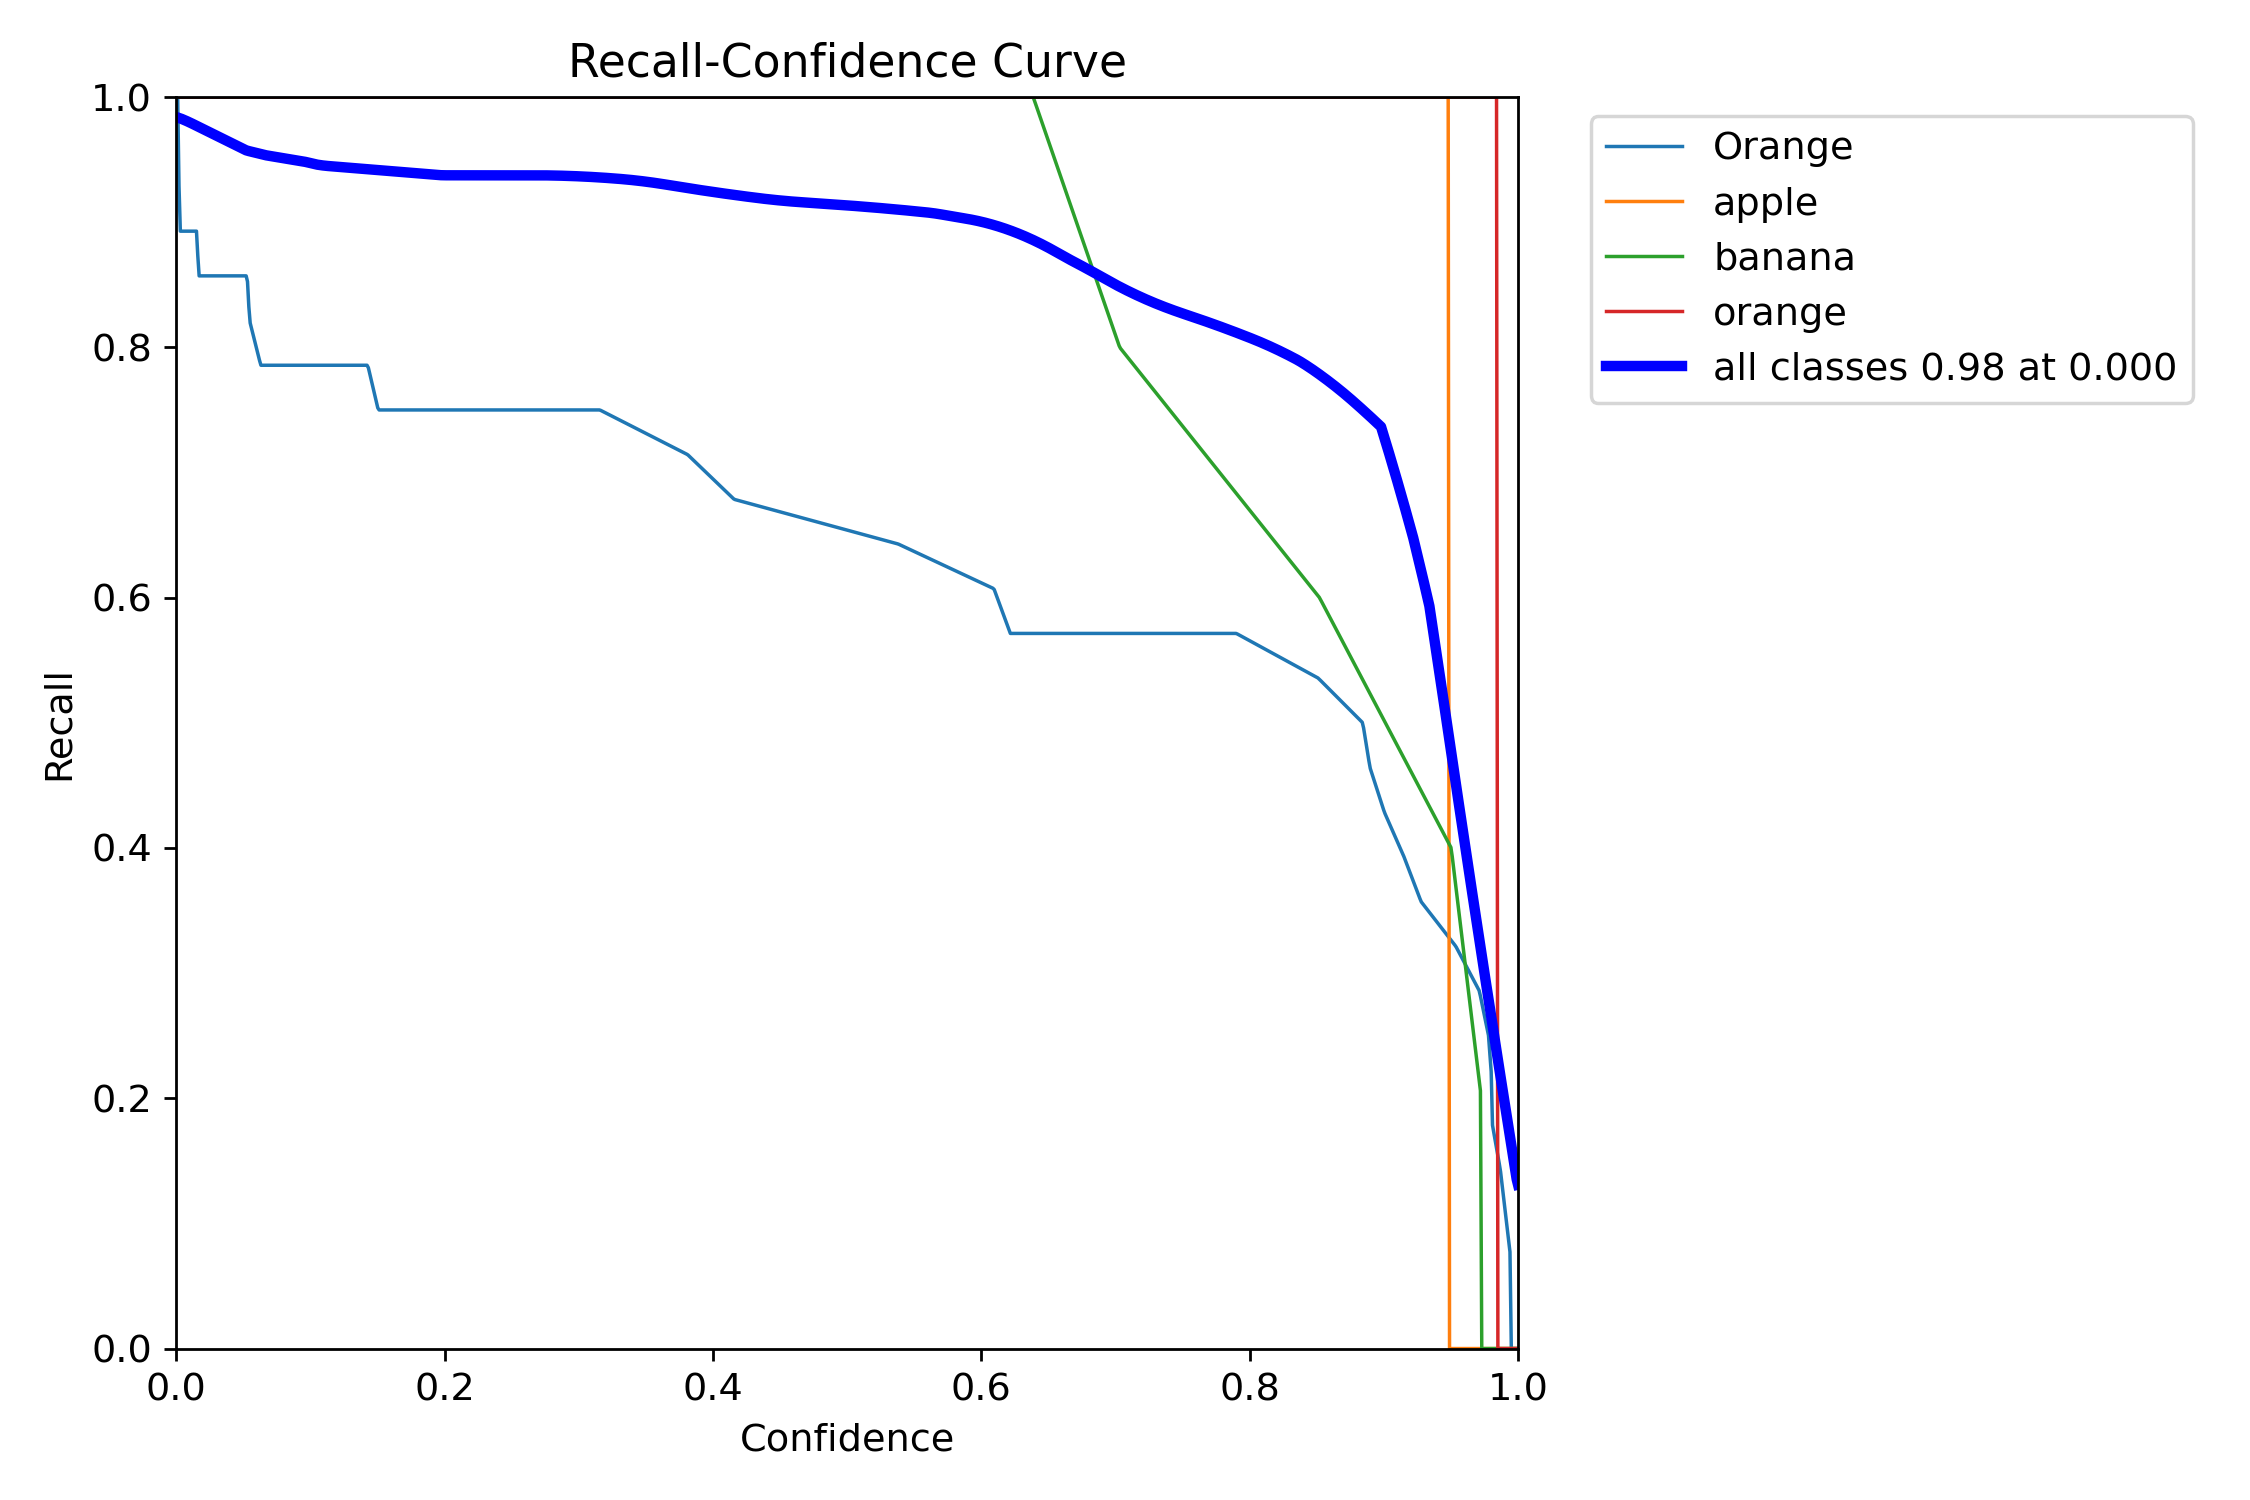 Recall-Confidence Curve
1.0
0.8
0.6
0.4
0.2
0.0
Recall
0.0 0.2 0.4 0.6 0.8 1.0
Confidence
Orange
apple
banana
orange
all classes 0.98 at 0.000